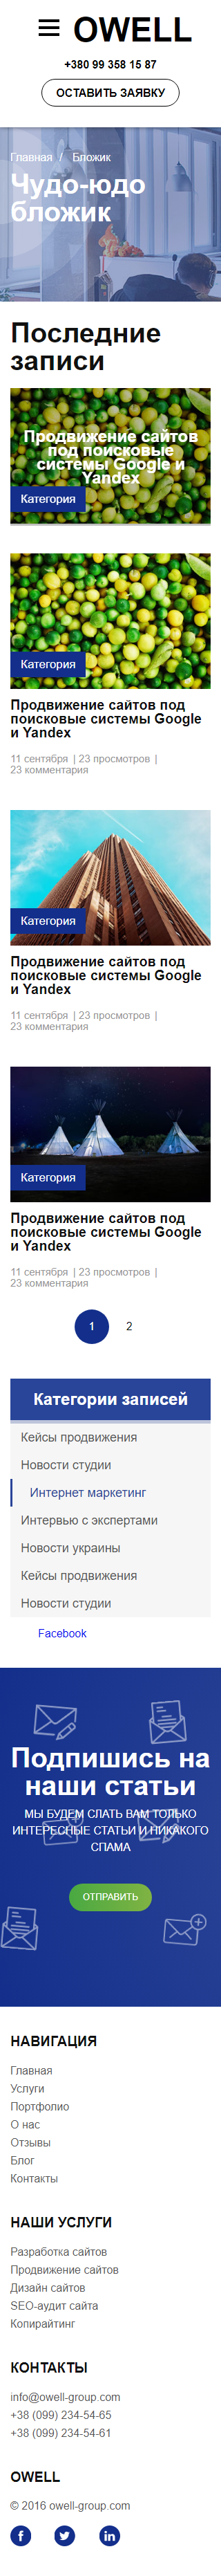 OWELL
+380 99 358 15 87
ОСТАВИТЬ ЗАЯВКУ
Главная / Бложик
Чудо-юдо
бложик
Последние
записи
Продвижение сайтов
под поисковые
системы Google и
Yandex
Категория
Категория
Продвижение сайтов под
поисковые системы Google
и Yandex
11 сентября | 23 просмотров |
23 комментария
Категория
Продвижение сайтов под
поисковые системы Google
и Yandex
11 сентября | 23 просмотров |
23 комментария
Категория
Продвижение сайтов под
поисковые системы Google
и Yandex
11 сентября | 23 просмотров |
23 комментария
1 2
Категории записей
Кейсы продвижения
Новости студии
Интернет маркетинг
Интервью с экспертами
Новости украины
Кейсы продвижения
Новости студии
Facebook
Подпишись на
наши статьи
МЫ БУДЕМ СЛАТЬ ВАМ ТОЛЬКО
ИНТЕРЕСНЫЕ СТАТЬИ И НИКАКОГО
СПАМА
ОТПРАВИТЬ
НАВИГАЦИЯ
Главная
Услуги
Портфолио
О нас
Отзывы
Блог
Контакты
НАШИ УСЛУГИ
Разработка сайтов
Продвижение сайтов
Дизайн сайтов
SEO-аудит сайта
Копирайтинг
КОНТАКТЫ
info@owell-group.com
+38 (099) 234-54-65
+38 (099) 234-54-61
OWELL
© 2016 owell-group.com